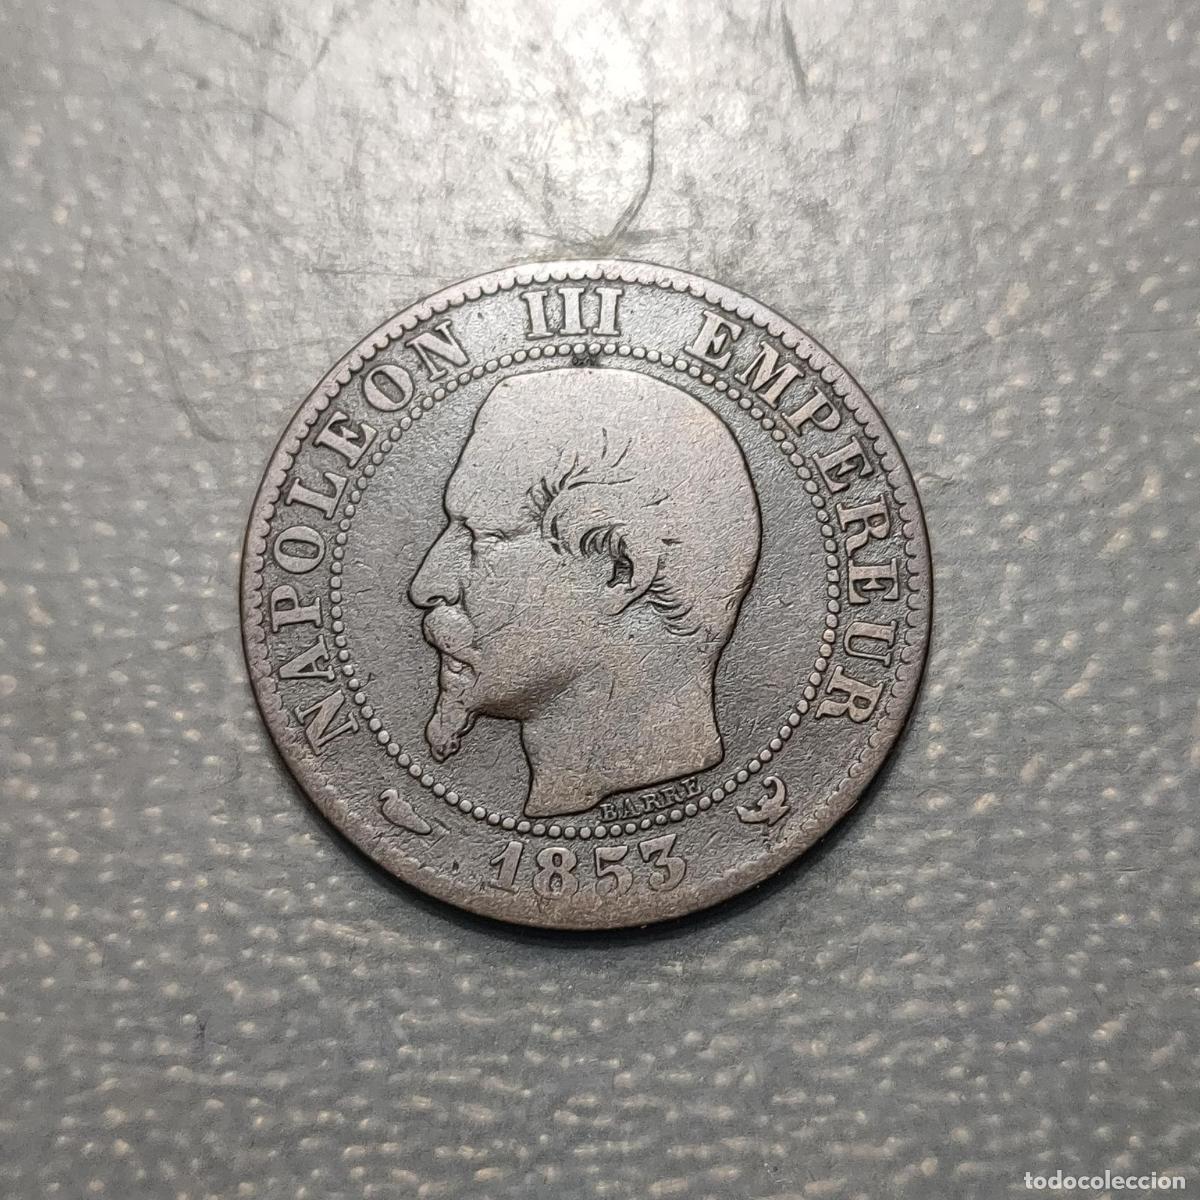 NAPOLEON III EMPEREUR
BARRE
1853
todocoleccion